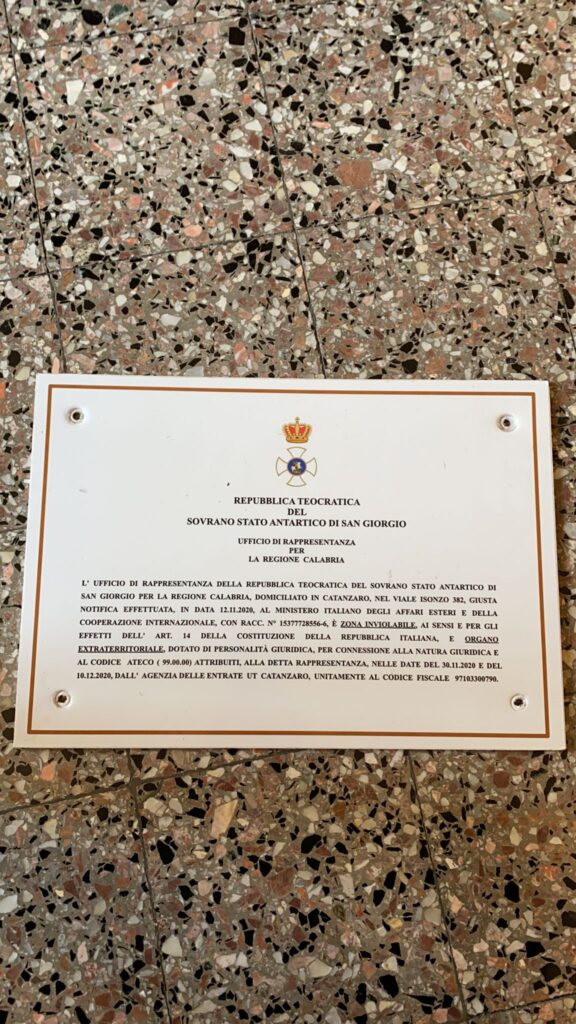 REPUBBLICA TEOCRATICA
DEL
SOVRANO STATO ANTARTICO DI SAN GIORGIO
UFFICIO DI RAPPRESENTANZA
PER
LA REGIONE CALABRIA
L' UFFICIO DI RAPPRESENTANZA DELLA REPUBBLICA TEOCRATICA DEL SOVRANO STATO ANTARTICO DI
SAN GIORGIO PER LA REGIONE CALABRIA, DOMICILIATO IN CATANZARO, NEL VIALE ISONZO 382, GIUSTA
NOTIFICA EFFETTUATA, IN DATA 12.11.2020, AL MINISTERO ITALIANO DEGLI AFFARI ESTERI E DELLA
COOPERAZIONE INTERNAZIONALE, CON RACC. N° 15377728556-6, È ZONA INVIOLABILE, AI SENSI E PER GLI
EFFETTI DELL' ART. 14 DELLA COSTITUZIONE DELLA REPUBBLICA ITALIANA, E ORGANO
EXTRATERRITORIALE, DOTATO DI PERSONALITÀ GIURIDICA, PER CONNESSIONE ALLA NATURA GIURIDICA E
AL CODICE ATECO ( 99.00.00) ATTRIBUITI, ALLA DETTA RAPPRESENTANZA, NELLE DATE DEL 30.11.2020 E DEL
10.12.2020, DALL' AGENZIA DELLE ENTRATE UT CATANZARO, UNITAMENTE AL CODICE FISCALE 97103300790.